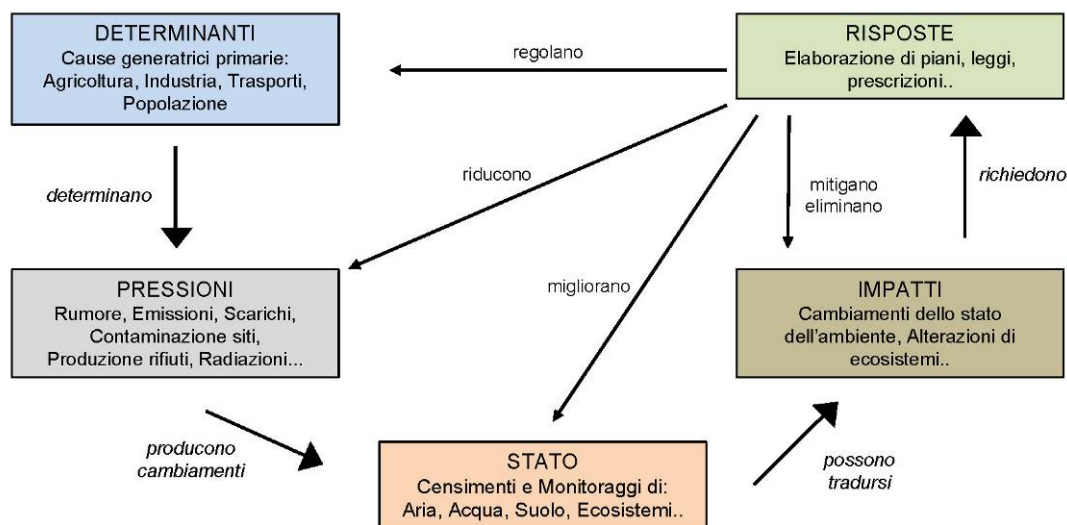 DETERMINANTI
Cause generatrici primarie:
Agricoltura, Industria, Trasporti,
Popolazione
regolano
RISPOSTE
Elaborazione di piani, leggi,
prescrizioni..
determinano
riducono
mitigano
eliminano
richiedono
PRESSIONI
Rumore, Emissioni, Scarichi,
Contaminazione siti,
Produzione rifiuti, Radiazioni...
migliorano
IMPATTI
Cambiamenti dello stato
dell'ambiente, Alterazioni di
ecosistemi..
producono
cambiamenti
STATO
Censimenti e Monitoraggi di:
Aria, Acqua, Suolo, Ecosistemi..
possono
tradursi